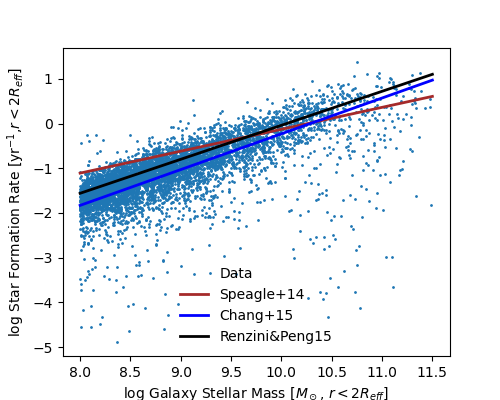 log Star Formation Rate [yr⁻¹,r < 2R_eff]
1
0
−1
−2
−3
−4
−5
Data
Speagle+14
Chang+15
Renzini&Peng15
8.0 8.5 9.0 9.5 10.0 10.5 11.0 11.5
log Galaxy Stellar Mass [M_⊙, r < 2R_eff]